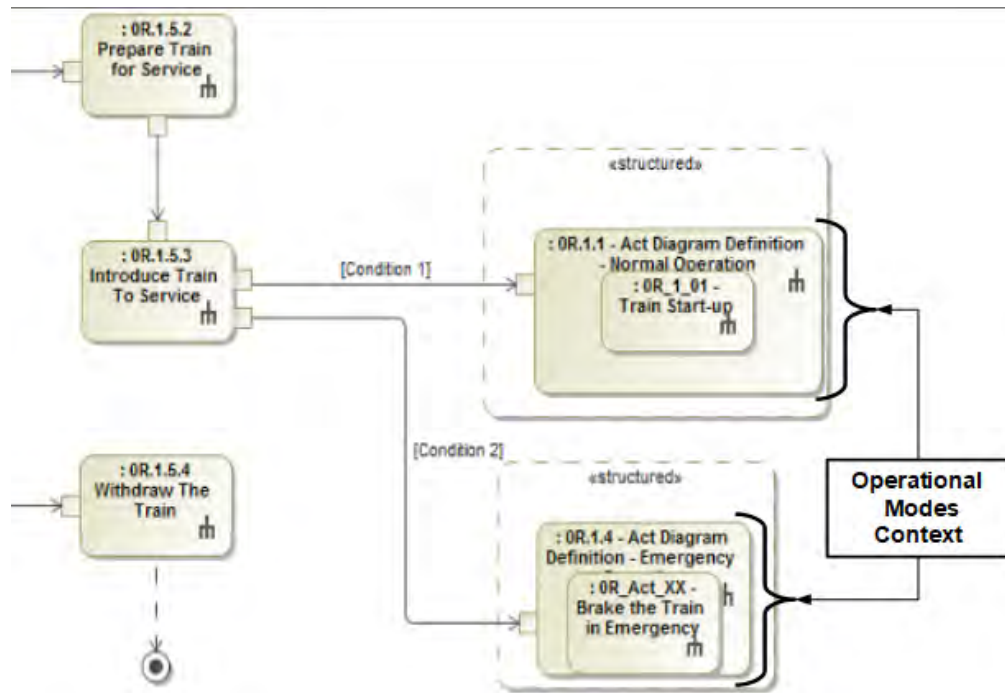 : 0R.1.5.2
Prepare Train
for Service
: 0R.1.5.3
Introduce Train
To Service
[Condition 1]
«structured»
: 0R.1.1 - Act Diagram Definition
- Normal Operation
: 0R_1_01 -
Train Start-up
[Condition 2]
: 0R.1.5.4
Withdraw The
Train
«structured»
: 0R.1.4 - Act Diagram
Definition - Emergency
: 0R_Act_XX -
Brake the Train
in Emergency
Operational
Modes
Context